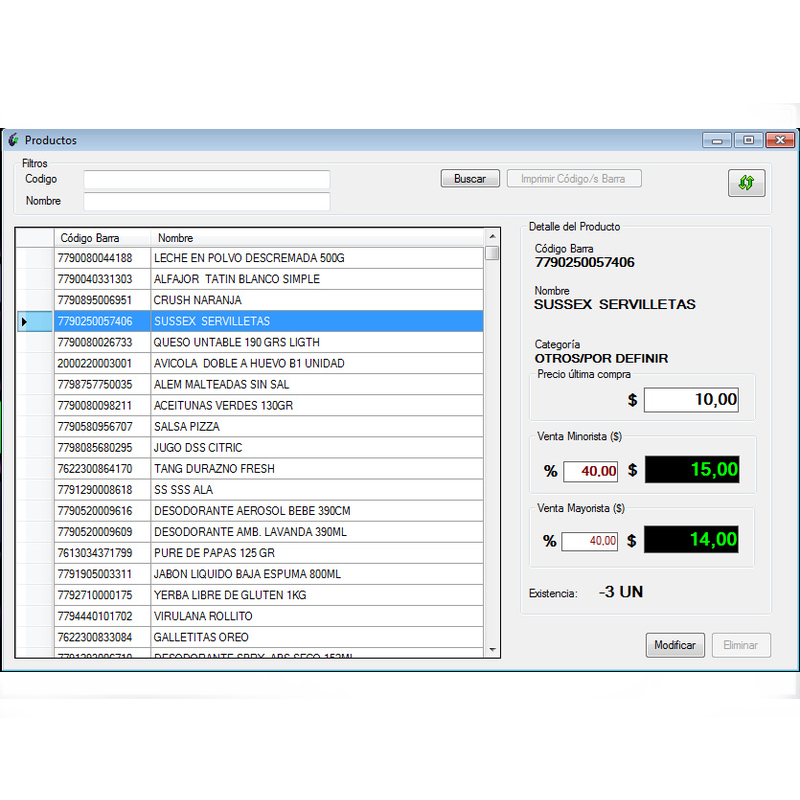 Productos
Filtros
Codigo
Nombre
Buscar
Imprimir Código/s Barra
Código Barra Nombre
7790080044188 LECHE EN POLVO DESCREMADA 500G
7790040331303 ALFAJOR TATIN BLANCO SIMPLE
7790895006951 CRUSH NARANJA
7790250057406 SUSSEX SERVILLETAS
7790080026733 QUESO UNTABLE 190 GRS LIGTH
2000220003001 AVICOLA DOBLE A HUEVO B1 UNIDAD
7798757750035 ALEM MALTEADAS SIN SAL
7790080098211 ACEITUNAS VERDES 130GR
7790580956707 SALSA PIZZA
7798085680295 JUGO DSS CITRIC
7622300864170 TANG DURAZNO FRESH
7791290008618 SS SSS ALA
7790520009616 DESODORANTE AEROSOL BEBE 390CM
7790520009609 DESODORANTE AMB. LAVANDA 390ML
7613034371799 PURE DE PAPAS 125 GR
7791905003311 JABON LIQUIDO BAJA ESPUMA 800ML
7792710000175 YERBA LIBRE DE GLUTEN 1KG
7794440101702 VIRULANA ROLLITO
7622300833084 GALLETITAS OREO
Detalle del Producto
Código Barra
7790250057406
Nombre
SUSSEX SERVILLETAS
Categoría
OTROS/POR DEFINIR
Precio última compra
$ 10,00
Venta Minorista ($)
% 40,00 $ 15,00
Venta Mayorista ($)
% 40,00 $ 14,00
Existencia: -3 UN
Modificar
Eliminar